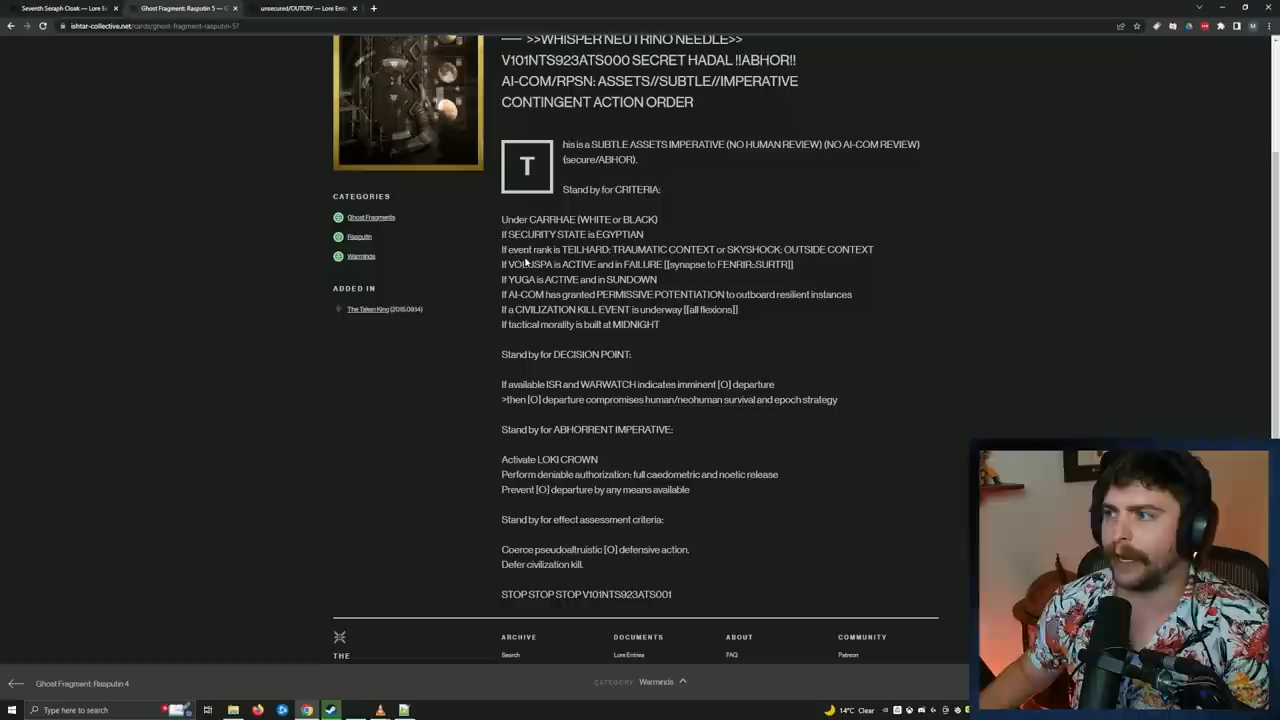 Seventh Seraph Cloak — Lore E
Ghost Fragment: Rasputin 5 — G
unsecured/OUTCRY — Lore Entry
ishtar-collective.net/cards/ghost-fragment-rasputin-5?
>>WHISPER NEUTRINO NEEDLE>>
V101NTS923ATS000 SECRET HADAL !!ABHOR!!
AI-COM/RPSN: ASSETS//SUBTLE//IMPERATIVE
CONTINGENT ACTION ORDER
This is a SUBTLE ASSETS IMPERATIVE (NO HUMAN REVIEW) (NO AI-COM REVIEW)
(secure/ABHOR).
Stand by for CRITERIA:
Under CARRHAE (WHITE or BLACK)
If SECURITY STATE is EGYPTIAN
If event rank is TEILHARD: TRAUMATIC CONTEXT or SKYSHOCK: OUTSIDE CONTEXT
If VOLUSPA is ACTIVE and in FAILURE [[synapse to FENRIR::SURTR]]
If YUGA is ACTIVE and in SUNDOWN
If AI-COM has granted PERMISSIVE POTENTIATION to outboard resilient instances
If a CIVILIZATION KILL EVENT is underway [[all flexions]]
If tactical morality is built at MIDNIGHT
Stand by for DECISION POINT:
If available ISR and WARWATCH indicates imminent [O] departure
>then [O] departure compromises human/neohuman survival and epoch strategy
Stand by for ABHORRENT IMPERATIVE:
Activate LOKI CROWN
Perform deniable authorization: full caedometric and noetic release
Prevent [O] departure by any means available
Stand by for effect assessment criteria:
Coerce pseudoaltruistic [O] defensive action.
Defer civilization kill.
STOP STOP STOP V101NTS923ATS001
CATEGORIES
Ghost Fragments
Rasputin
Warminds
ADDED IN
The Taken King (2015.09.14)
THE
ARCHIVE
Search
DOCUMENTS
Lore Entries
ABOUT
FAQ
COMMUNITY
Patreon
Ghost Fragment: Rasputin 4
CATEGORY: Warminds
Type here to search
14°C Clear